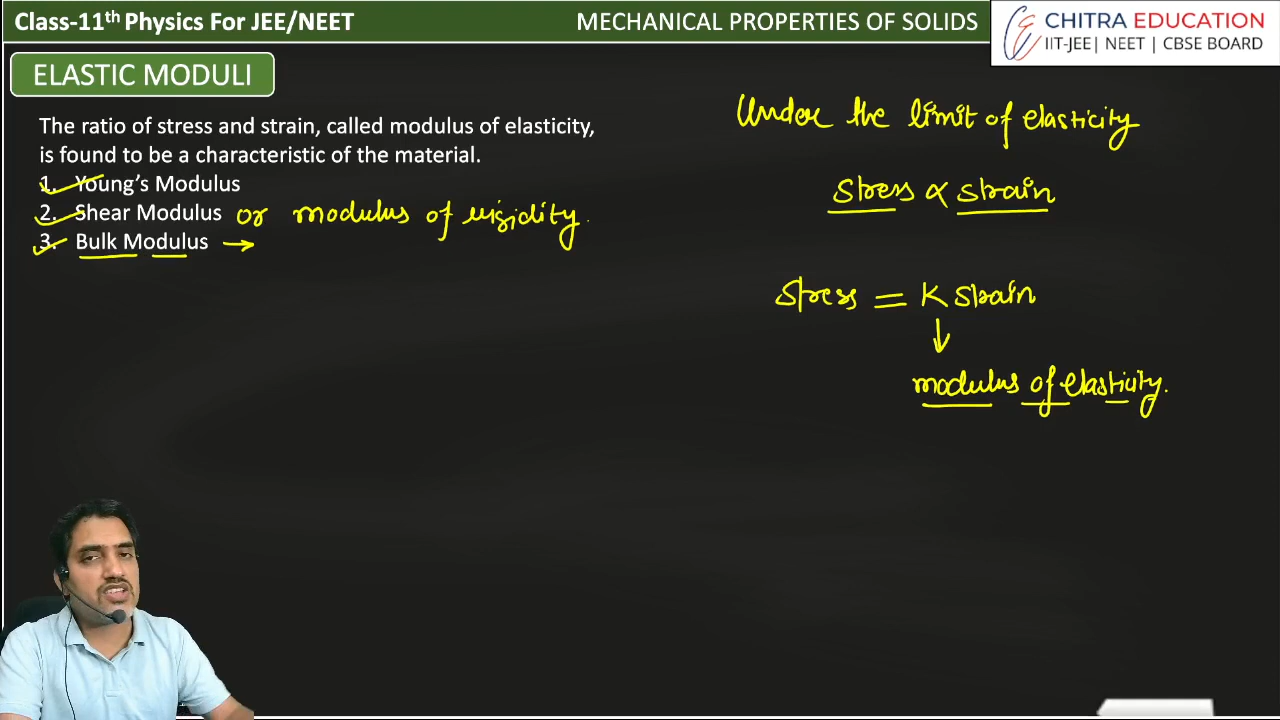 Class-11th Physics For JEE/NEET
MECHANICAL PROPERTIES OF SOLIDS
CHITRA EDUCATION
IIT-JEE| NEET | CBSE BOARD
ELASTIC MODULI
The ratio of stress and strain, called modulus of elasticity,
is found to be a characteristic of the material.
1. Young's Modulus
2. Shear Modulus or modulus of rigidity.
3. Bulk Modulus →
Under the limit of elasticity
Stress ∝ strain
Stress = K strain
↓
modulus of elasticity.